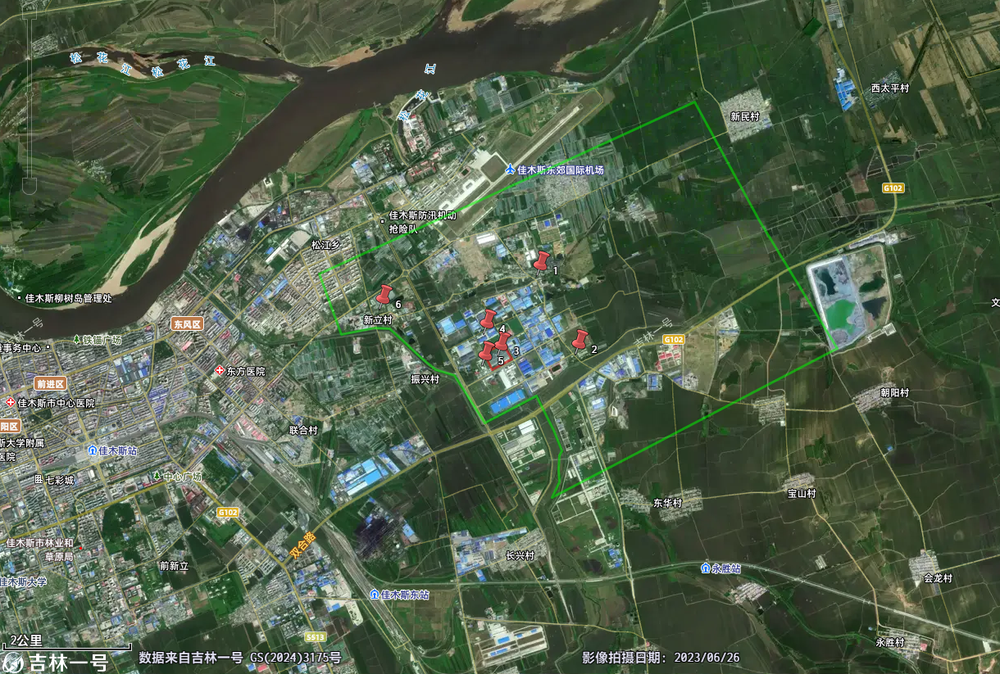 松花江松花江
松花江
西太平村
新民村
佳木斯东郊国际机场
G102
佳木斯防汛机动
抢险队
松江乡
1
佳木斯柳树岛管理处
6
文
新立村
东风区
吉林一号
吉林一号
4
铁锚广场
G102
3
2
事务中心
5
东方医院
振兴村
前进区
朝阳村
佳木斯市中心医院
阳区
联合村
斯大学附属
医院
佳木斯站
中心广场
七彩城
宝山村
东华村
G102
佳木斯市林业和
草原局
双合路
长兴村
前新立
永胜站
佳木斯大学
会龙村
佳木斯东站
S513
2公里
永胜村
吉林一号
数据来自吉林一号 GS(2024)3175号
影像拍摄日期: 2023/06/26